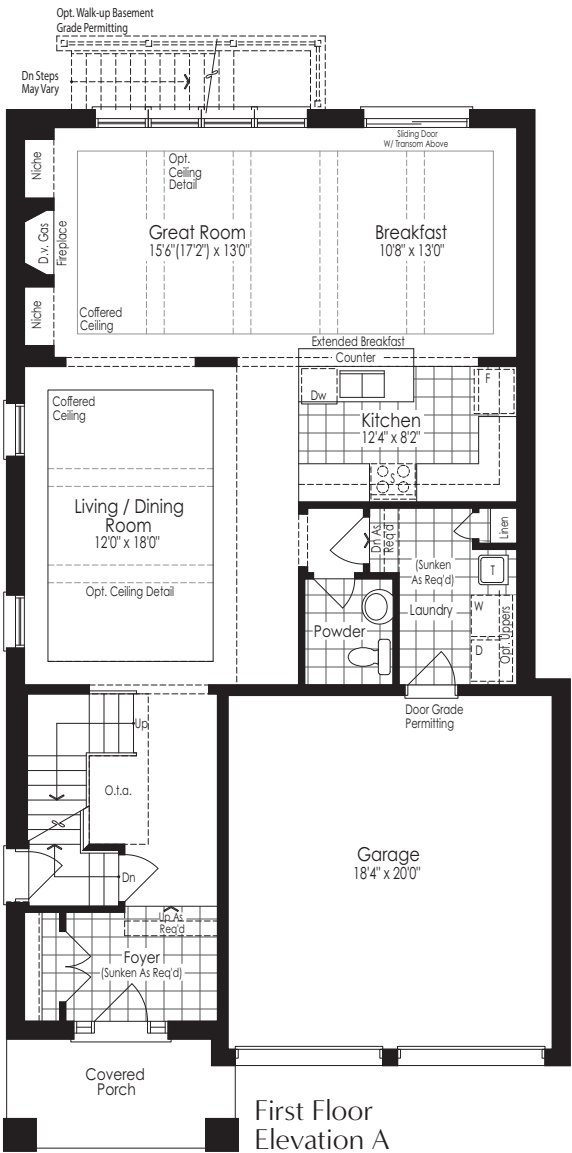 Opt. Walk-up Basement
Grade Permitting
Dn Steps
May Vary
Sliding Door
W/ Transom Above
Niche
Opt.
Ceiling
Detail
Great Room
15'6"(17'2") x 13'0"
Breakfast
10'8" x 13'0"
D.v. Gas
Fireplace
Niche
Coffered
Ceiling
Extended Breakfast
Counter
Dw
F
Kitchen
12'4" x 8'2"
S
Coffered
Ceiling
Living / Dining
Room
12'0" x 18'0"
Opt. Ceiling Detail
Dn As
Req'd
Linen
(Sunken
As Req'd)
T
Laundry
W
D
Opt. Uppers
Powder
Door Grade
Permitting
Up
O.t.a.
Dn
Garage
18'4" x 20'0"
Up As
Req'd
Foyer
(Sunken As Req'd)
Covered
Porch
First Floor
Elevation A